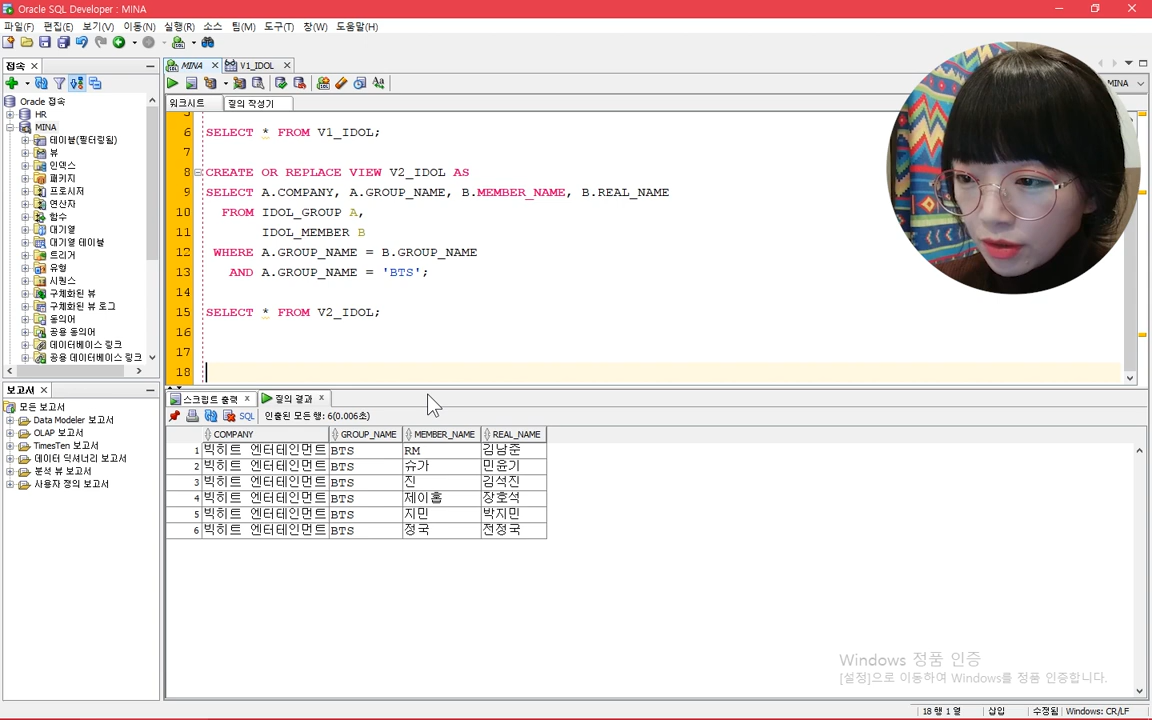 Oracle SQL Developer : MINA
파일(F) 편집(E) 보기(V) 이동(N) 실행(R) 소스 팀(M) 도구(T) 창(W) 도움말(H)
접속
MINA V1_IDOL
MINA
워크시트 질의 작성기
Oracle 접속
HR
MINA
테이블(필터링됨)
뷰
인덱스
패키지
프로시저
연산자
함수
대기열
대기열 테이블
트리거
유형
시퀀스
구체화된 뷰
구체화된 뷰 로그
동의어
공용 동의어
데이터베이스 링크
공용 데이터베이스 링크
5
6 SELECT * FROM V1_IDOL;
7
8 CREATE OR REPLACE VIEW V2_IDOL AS
9 SELECT A.COMPANY, A.GROUP_NAME, B.MEMBER_NAME, B.REAL_NAME
10 FROM IDOL_GROUP A,
11 IDOL_MEMBER B
12 WHERE A.GROUP_NAME = B.GROUP_NAME
13 AND A.GROUP_NAME = 'BTS';
14
15 SELECT * FROM V2_IDOL;
16
17
18
보고서
모든 보고서
Data Modeler 보고서
OLAP 보고서
TimesTen 보고서
데이터 딕셔너리 보고서
분석 뷰 보고서
사용자 정의 보고서
스크립트 출력 질의 결과
SQL 인출된 모든 행: 6(0.006초)
COMPANY GROUP_NAME MEMBER_NAME REAL_NAME
1 빅히트 엔터테인먼트 BTS RM 김남준
2 빅히트 엔터테인먼트 BTS 슈가 민윤기
3 빅히트 엔터테인먼트 BTS 진 김석진
4 빅히트 엔터테인먼트 BTS 제이홉 장호석
5 빅히트 엔터테인먼트 BTS 지민 박지민
6 빅히트 엔터테인먼트 BTS 정국 전정국
Windows 정품 인증
[설정]으로 이동하여 Windows를 정품 인증합니다.
18 행 1 열 삽입 수정됨 Windows: CR/LF